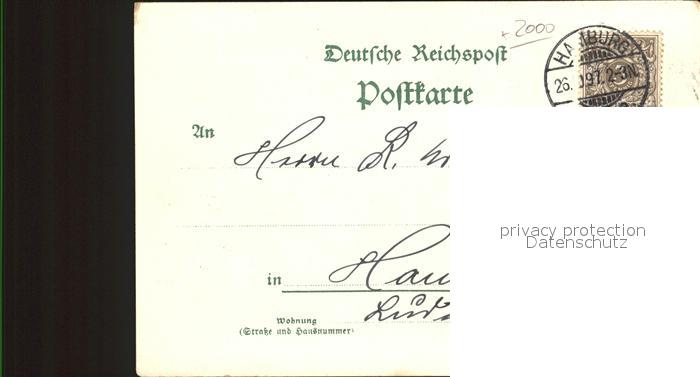 + 2000
Deutsche Reichspost
Postkarte
HAMBURG
26. 97. 2-3N.
An
Herrn R.
privacy protection
Datenschutz
in
Wohnung
(Straße und Hausnummer)